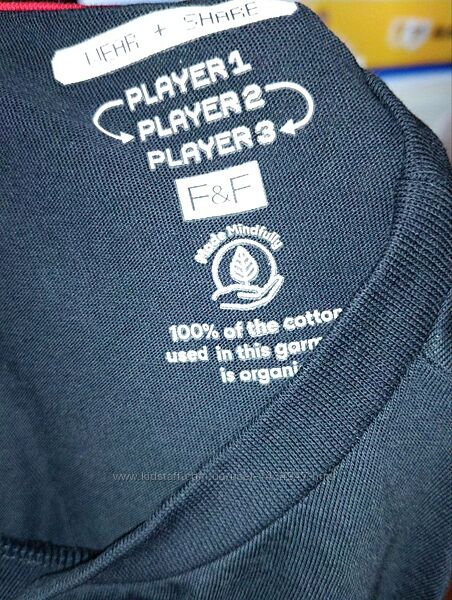 WEAR + SHARE
PLAYER 1
PLAYER 2
PLAYER 3
F&F
Made Mindfully
100% of the cotton
used in this garm
is organi